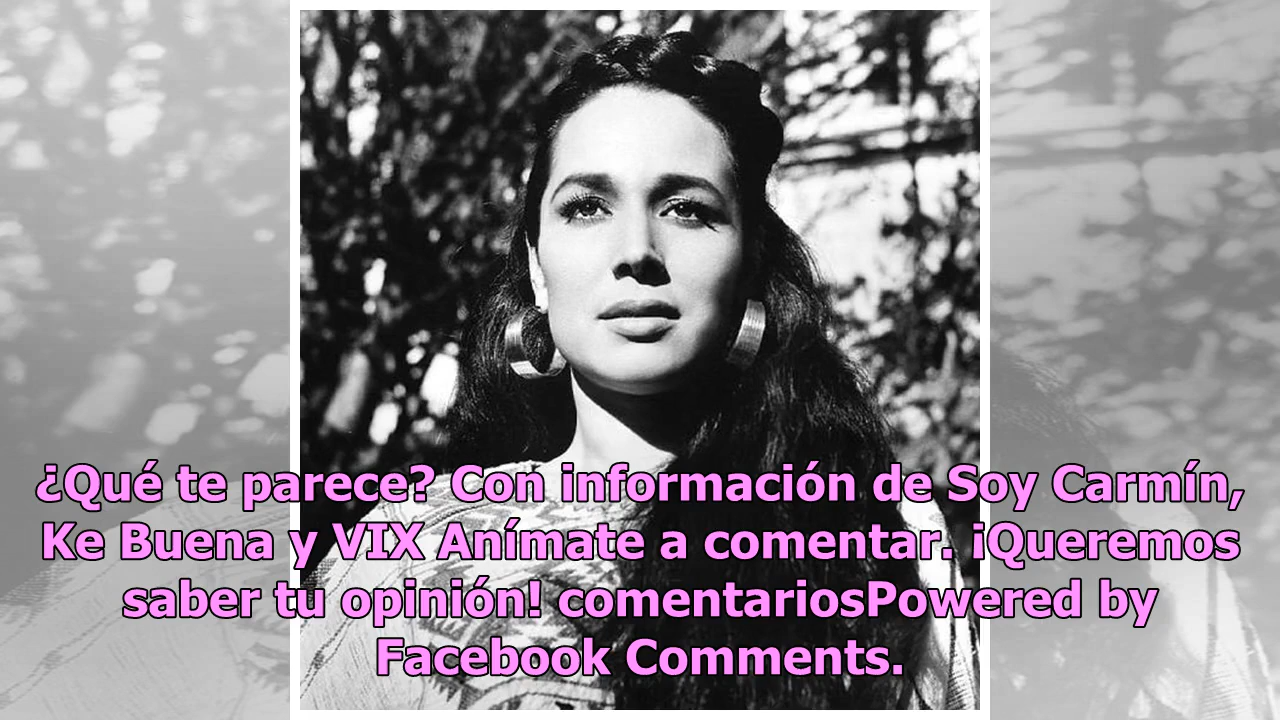 ¿Qué te parece? Con información de Soy Carmín,
Ke Buena y VIX Anímate a comentar. ¡Queremos
saber tu opinión! comentariosPowered by
Facebook Comments.